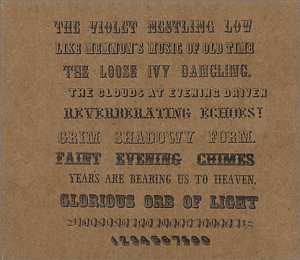 THE VIOLET NESTLING LOW
LIKE MEMNON'S MUSIC OF OLD TIME
THE LOOSE IVY DANGLING.
THE CLOUDS AT EVENING DRIVEN
REVERBERATING ECHOES!
GRIM SHADOWY FORM.
FAINT EVENING CHIMES
YEARS ARE BEARING US TO HEAVEN,
GLORIOUS ORB OF LIGHT
1234567890